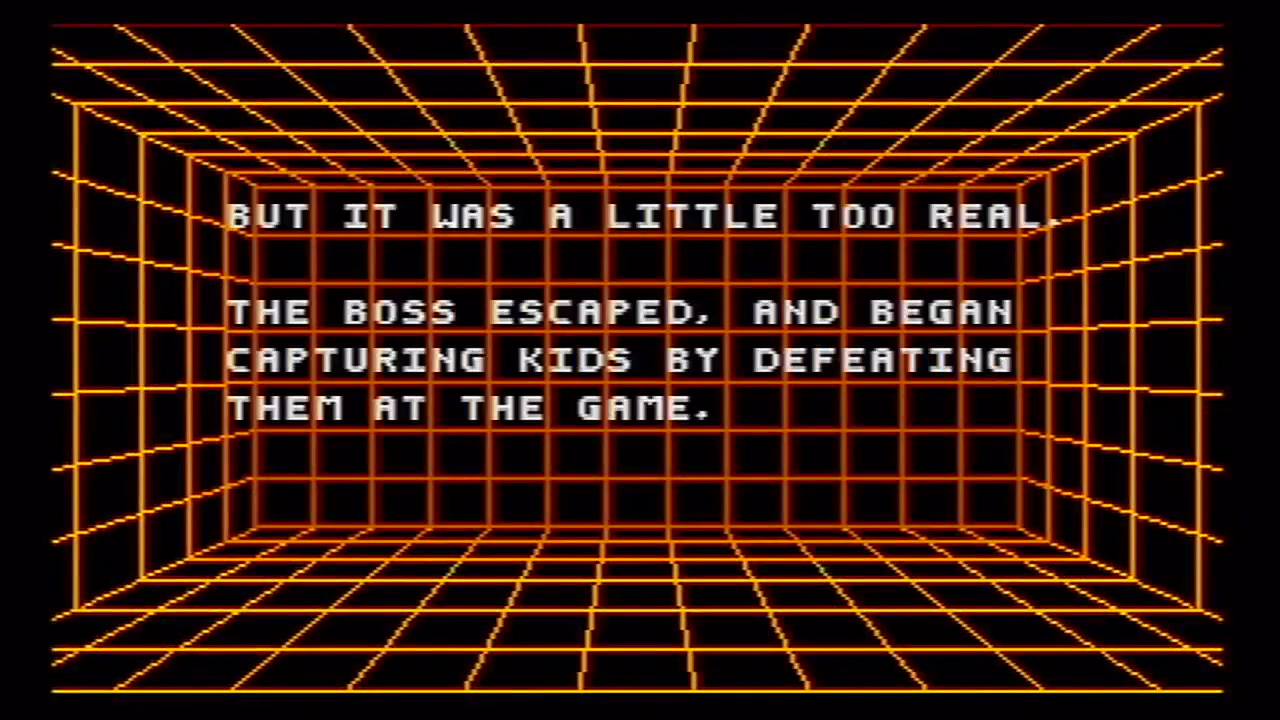 BUT IT WAS A LITTLE TOO REAL.
THE BOSS ESCAPED, AND BEGAN
CAPTURING KIDS BY DEFEATING
THEM AT THE GAME.